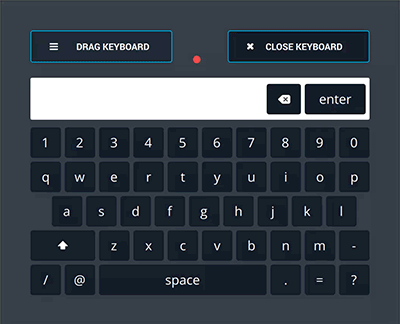 DRAG KEYBOARD CLOSE KEYBOARD
enter
1 2 3 4 5 6 7 8 9 0
q w e r t y u i o p
a s d f g h j k l
z x c v b n m -
/ @ space . = ?